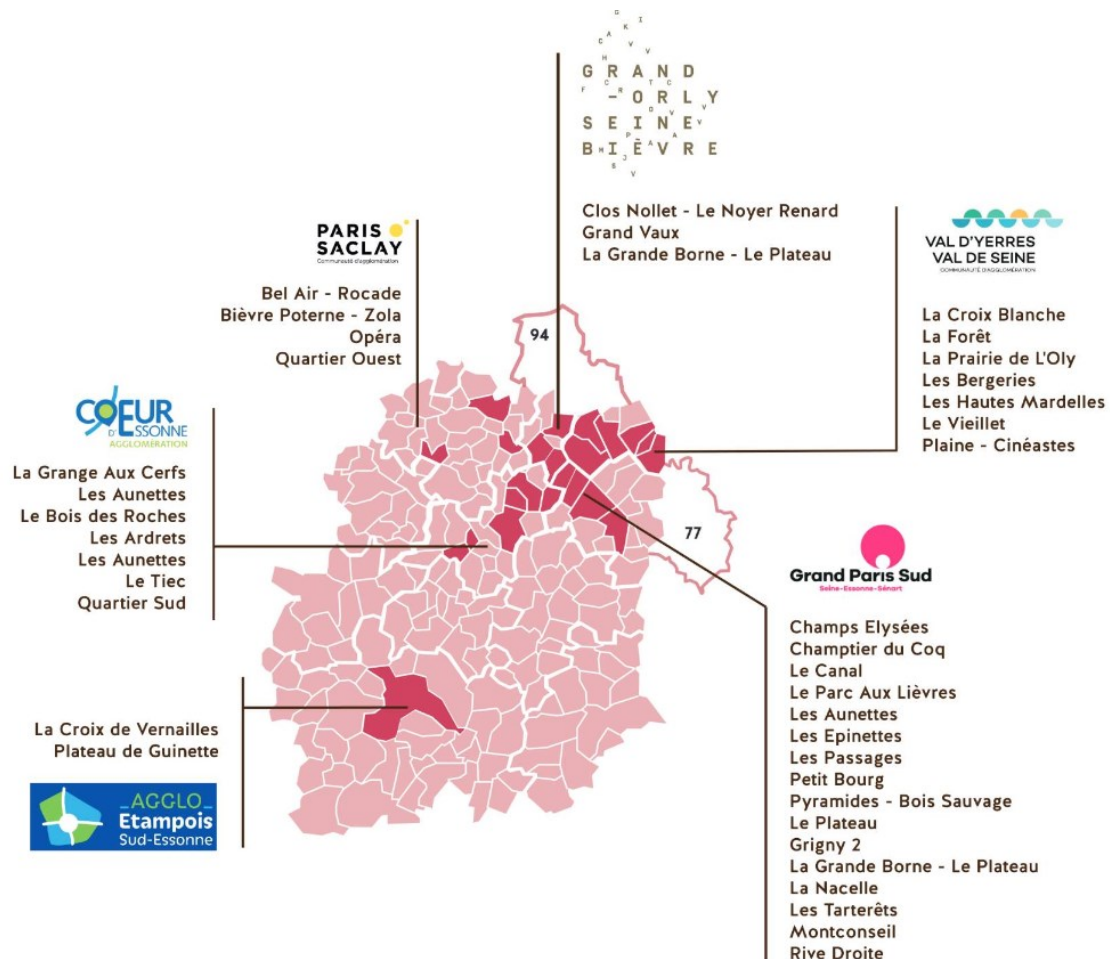 GRAND
-ORLY
SEINE
BIÈVRE
Clos Nollet - Le Noyer Renard
Grand Vaux
La Grande Borne - Le Plateau
PARIS
SACLAY
Communauté d'agglomération
Bel Air - Rocade
Bièvre Poterne - Zola
Opéra
Quartier Ouest
VAL D'YERRES
VAL DE SEINE
COMMUNAUTÉ D'AGGLOMÉRATION
La Croix Blanche
La Forêt
La Prairie de L'Oly
Les Bergeries
Les Hautes Mardelles
Le Vieillet
Plaine - Cinéastes
94
77
CŒUR
D'ESSONNE
AGGLOMÉRATION
La Grange Aux Cerfs
Les Aunettes
Le Bois des Roches
Les Ardrets
Les Aunettes
Le Tiec
Quartier Sud
Grand Paris Sud
Seine-Essonne-Sénart
Champs Elysées
Champtier du Coq
Le Canal
Le Parc Aux Lièvres
Les Aunettes
Les Epinettes
Les Passages
Petit Bourg
Pyramides - Bois Sauvage
Le Plateau
Grigny 2
La Grande Borne - Le Plateau
La Nacelle
Les Tarterêts
Montconseil
Rive Droite
La Croix de Vernailles
Plateau de Guinette
_AGGLO_
Etampois
Sud-Essonne